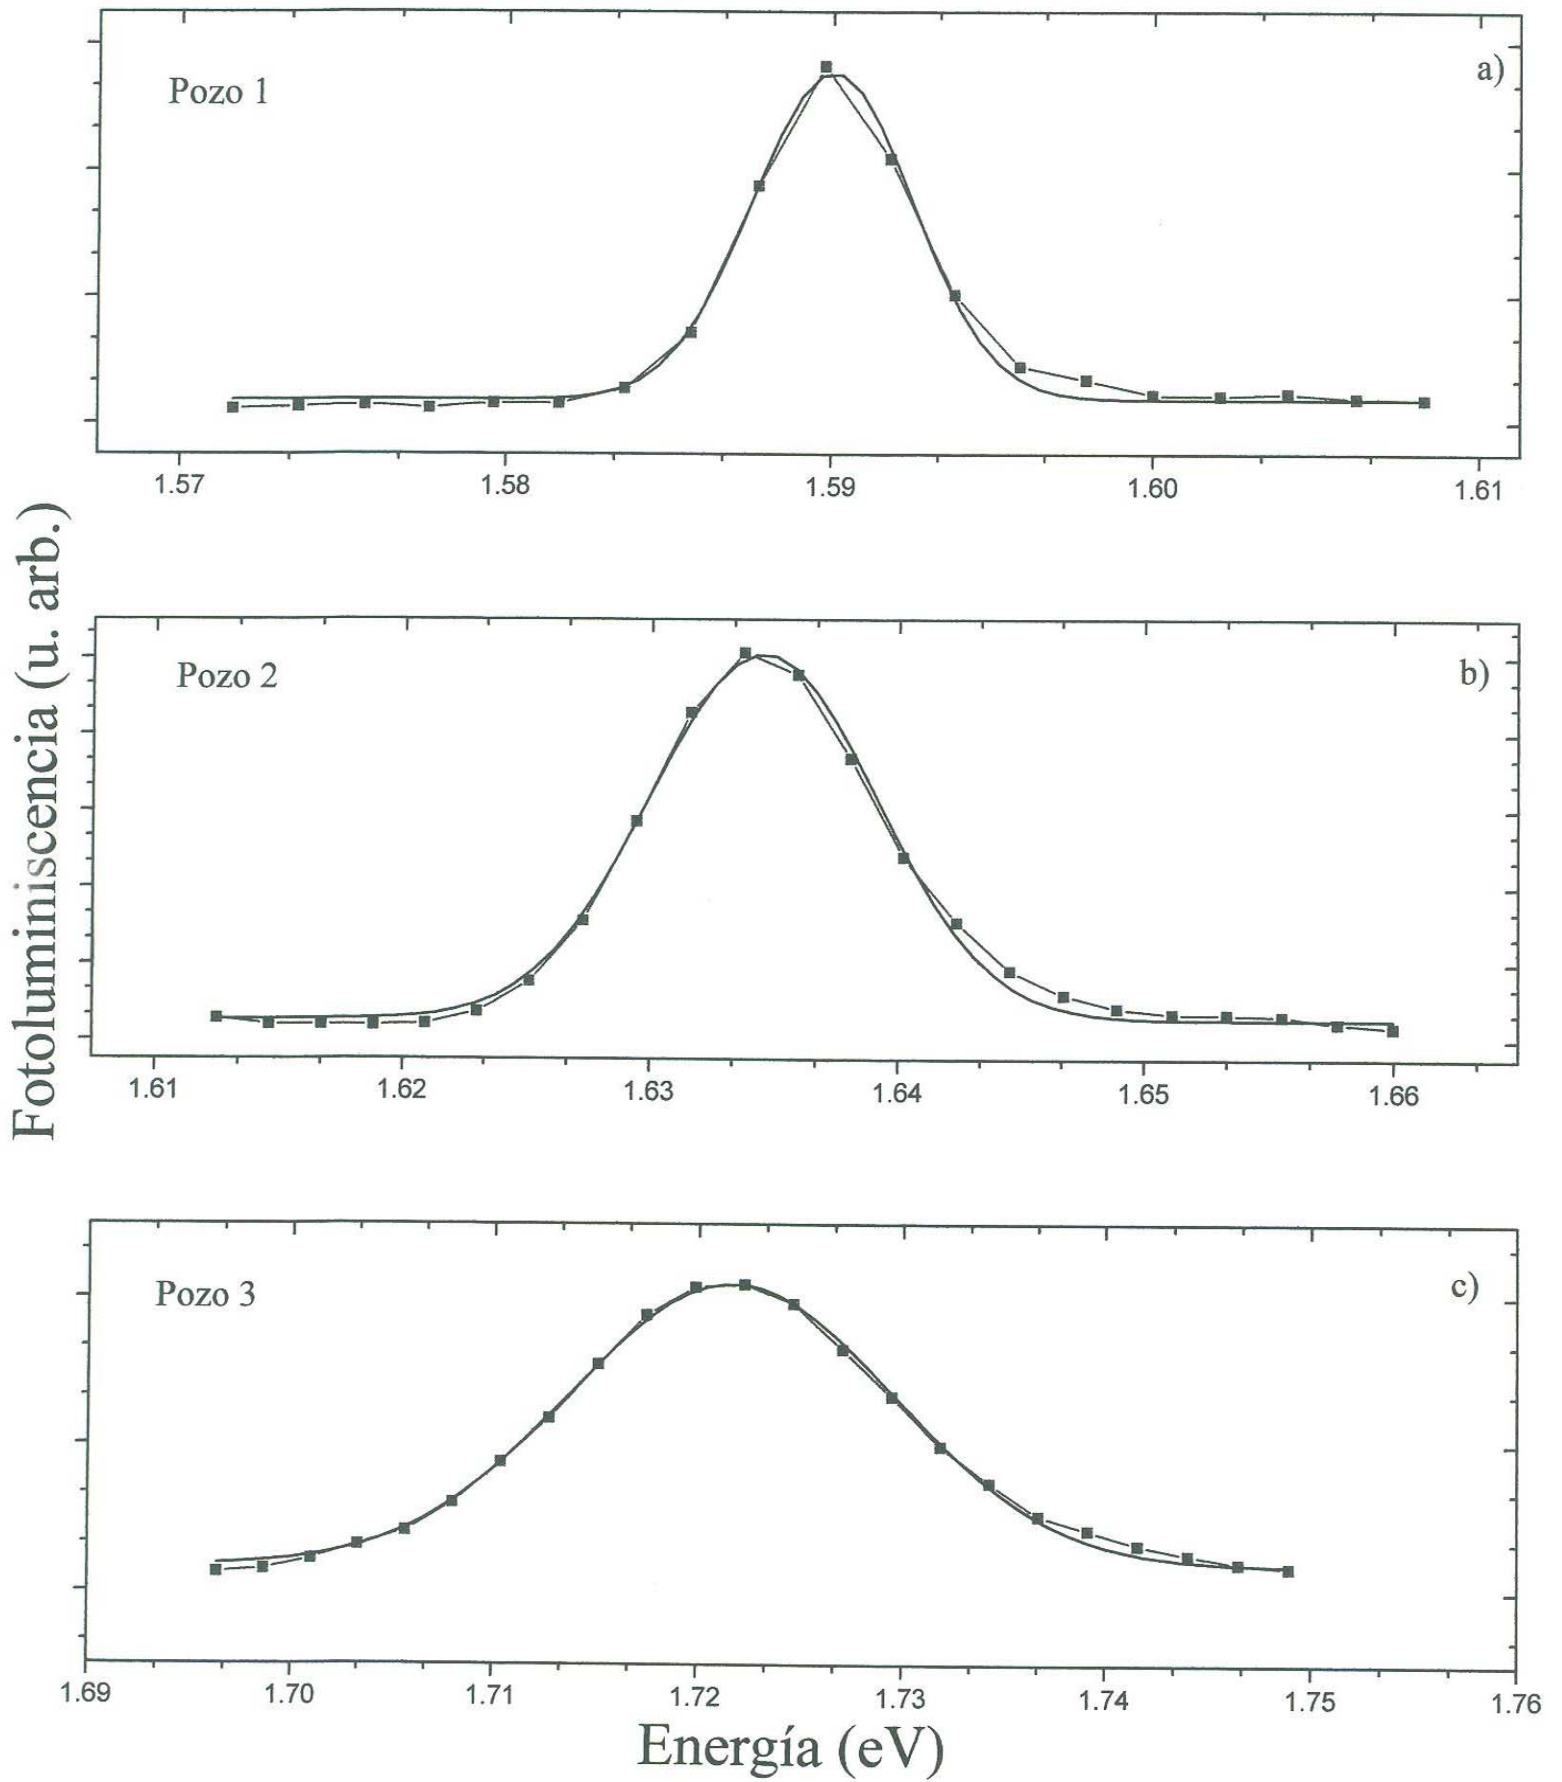 Pozo 1
a)
1.57 1.58 1.59 1.60 1.61
Fotoluminiscencia (u. arb.)
Pozo 2
b)
1.61 1.62 1.63 1.64 1.65 1.66
Pozo 3
c)
1.69 1.70 1.71 1.72 1.73 1.74 1.75 1.76
Energía (eV)